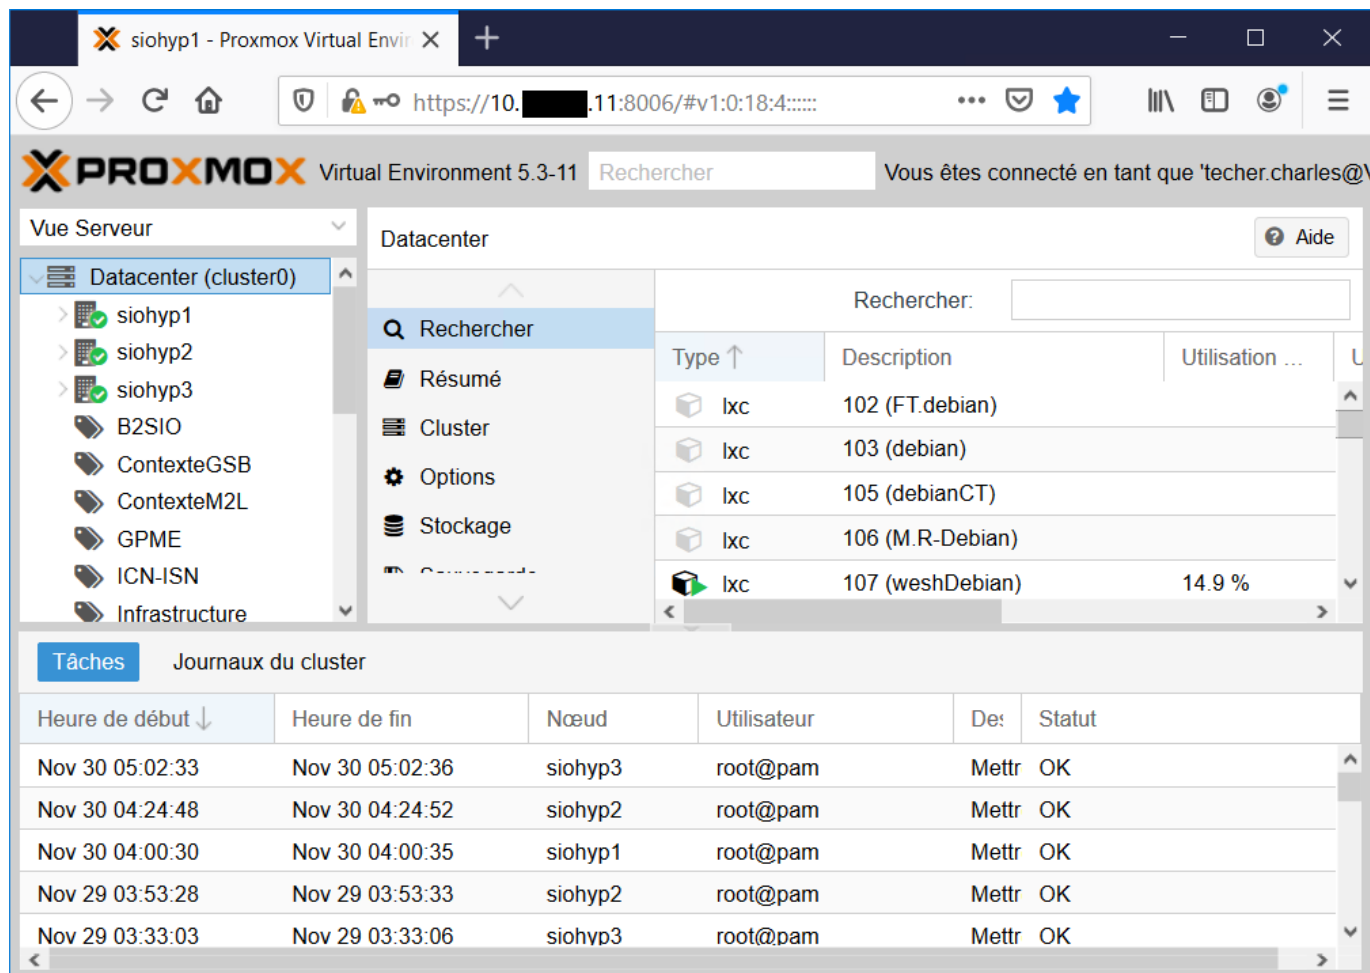 siohyp1 - Proxmox Virtual Envir
https://10. .11:8006/#v1:0:18:4::::::
PROXMOX Virtual Environment 5.3-11 Rechercher Vous êtes connecté en tant que 'techer.charles@
Vue Serveur
Datacenter (cluster0)
siohyp1
siohyp2
siohyp3
B2SIO
ContexteGSB
ContexteM2L
GPME
ICN-ISN
Infrastructure
Datacenter
Aide
Rechercher
Résumé
Cluster
Options
Stockage
Sauvegarde
Rechercher:
Type Description Utilisation ... U
lxc 102 (FT.debian)
lxc 103 (debian)
lxc 105 (debianCT)
lxc 106 (M.R-Debian)
lxc 107 (weshDebian) 14.9 %
Tâches Journaux du cluster
Heure de début Heure de fin Nœud Utilisateur Des Statut
Nov 30 05:02:33 Nov 30 05:02:36 siohyp3 root@pam Mettr OK
Nov 30 04:24:48 Nov 30 04:24:52 siohyp2 root@pam Mettr OK
Nov 30 04:00:30 Nov 30 04:00:35 siohyp1 root@pam Mettr OK
Nov 29 03:53:28 Nov 29 03:53:33 siohyp2 root@pam Mettr OK
Nov 29 03:33:03 Nov 29 03:33:06 siohyp3 root@pam Mettr OK